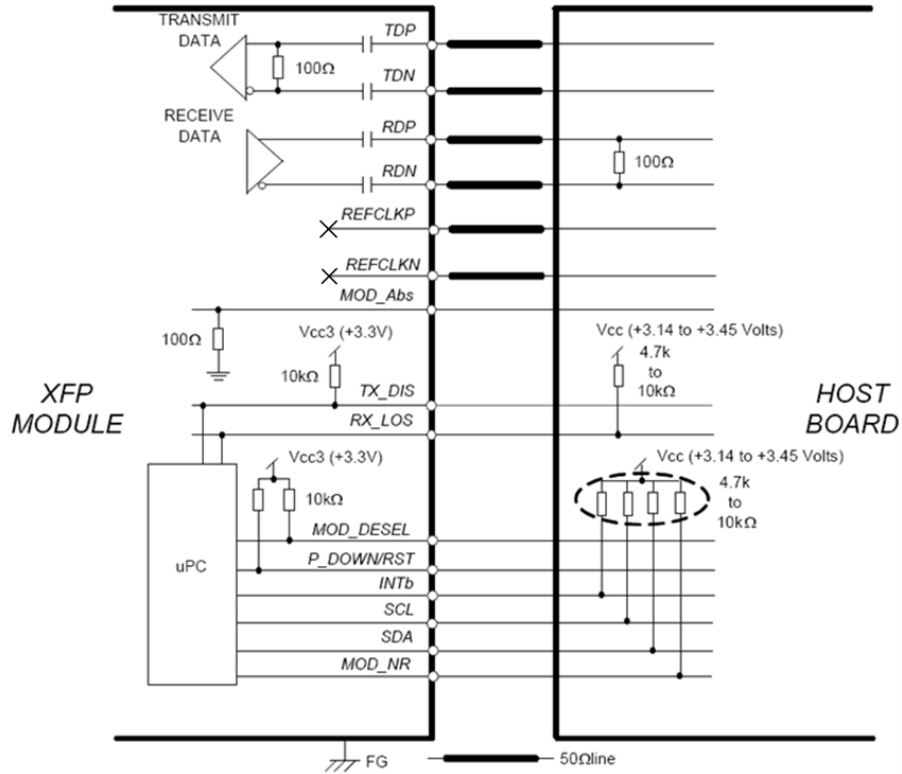 TRANSMIT
DATA
TDP
100Ω
TDN
RECEIVE
DATA
RDP
100Ω
RDN
REFCLKP
REFCLKN
MOD_Abs
100Ω
Vcc3 (+3.3V)
10kΩ
Vcc (+3.14 to +3.45 Volts)
4.7k
to
10kΩ
XFP
MODULE
TX_DIS
RX_LOS
HOST
BOARD
Vcc3 (+3.3V)
10kΩ
Vcc (+3.14 to +3.45 Volts)
4.7k
to
10kΩ
uPC
MOD_DESEL
P_DOWN/RST
INTb
SCL
SDA
MOD_NR
FG
50Ωline